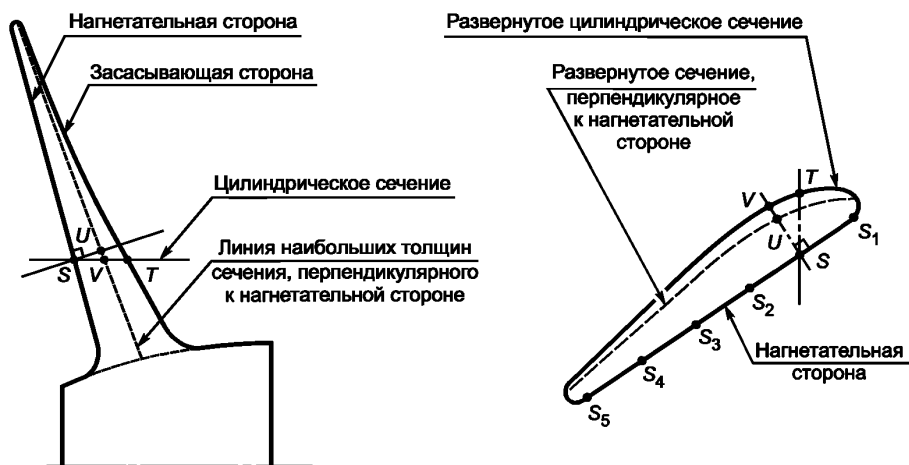 Нагнетательная сторона
Засасывающая сторона
Цилиндрическое сечение
U
S
V
T
Линия наибольших толщин
сечения, перпендикулярного
к нагнетательной стороне
Развернутое цилиндрическое сечение
Развернутое сечение,
перпендикулярное
к нагнетательной
стороне
T
V
U
S1
S
S2
S3
S4
S5
Нагнетательная
сторона